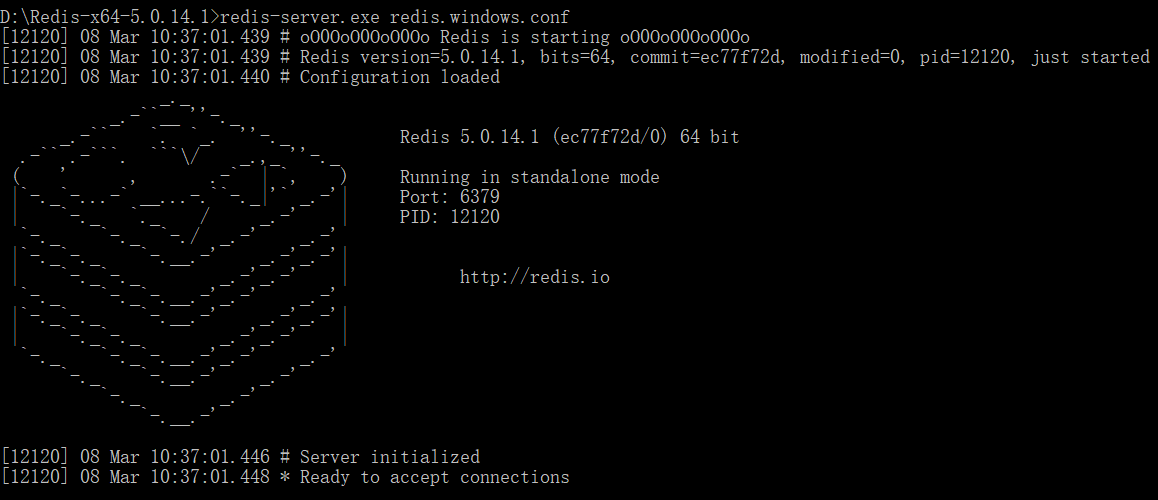 D:\Redis-x64-5.0.14.1>redis-server.exe redis.windows.conf
[12120] 08 Mar 10:37:01.439 # oO0OoO0OoO0Oo Redis is starting oO0OoO0OoO0Oo
[12120] 08 Mar 10:37:01.439 # Redis version=5.0.14.1, bits=64, commit=ec77f72d, modified=0, pid=12120, just started
[12120] 08 Mar 10:37:01.440 # Configuration loaded
Redis 5.0.14.1 (ec77f72d/0) 64 bit
Running in standalone mode
Port: 6379
PID: 12120
http://redis.io
[12120] 08 Mar 10:37:01.446 # Server initialized
[12120] 08 Mar 10:37:01.448 * Ready to accept connections